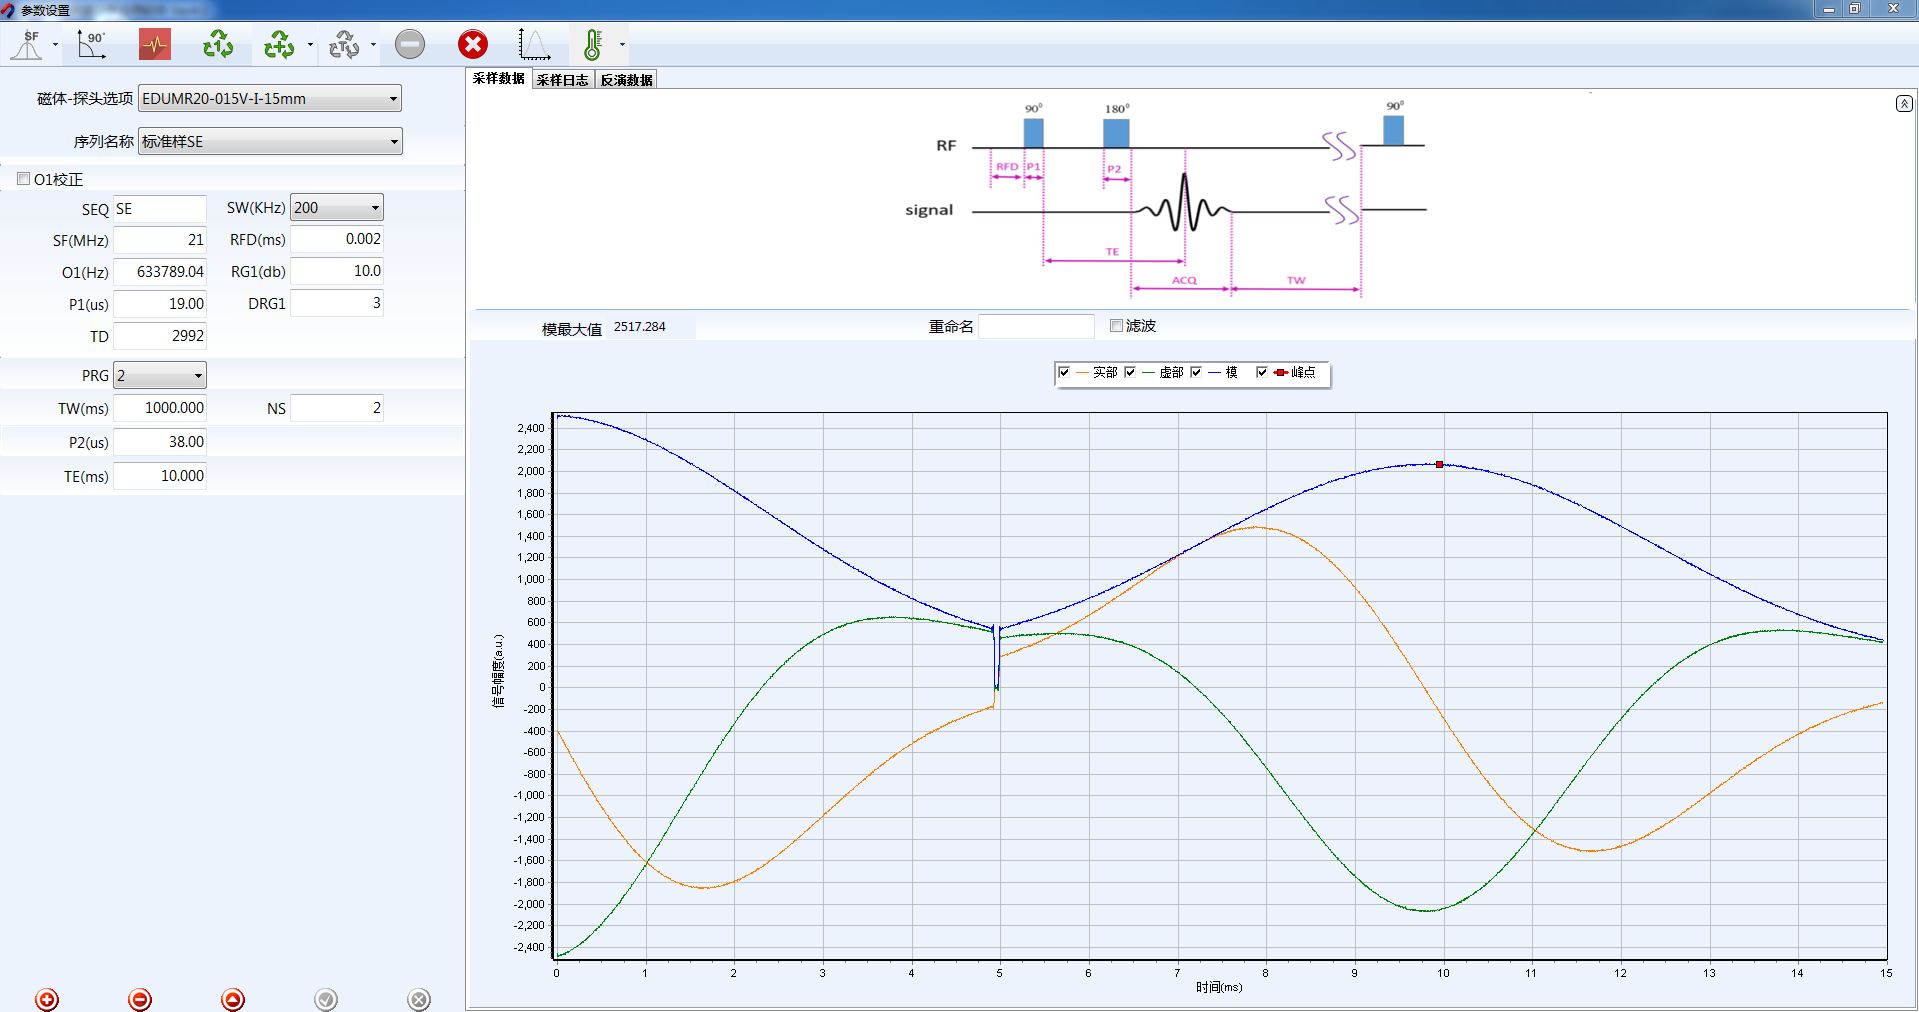 参数设置
SF
90°
1
T₁
磁体-探头选项 EDUMR20-015V-I-15mm
序列名称 标准样SE
O1校正
SEQ SE SW(KHz) 200
SF(MHz) 21 RFD(ms) 0.002
O1(Hz) 633789.04 RG1(db) 10.0
P1(us) 19.00 DRG1 3
TD 2992
PRG 2
TW(ms) 1000.000 NS 2
P2(us) 38.00
TE(ms) 10.000
采样数据 采样日志 反演数据
90° 180° 90°
RF
RFD P1 P2
signal
TE
ACQ TW
模最大值 2517.284 重命名 滤波
实部 虚部 模 峰点
2,400
2,200
2,000
1,800
1,600
1,400
1,200
1,000
800
600
400
200
0
-200
-400
-600
-800
-1,000
-1,200
-1,400
-1,600
-1,800
-2,000
-2,200
-2,400
信号幅度(a.u.)
0 1 2 3 4 5 6 7 8 9 10 11 12 13 14 15
时间(ms)